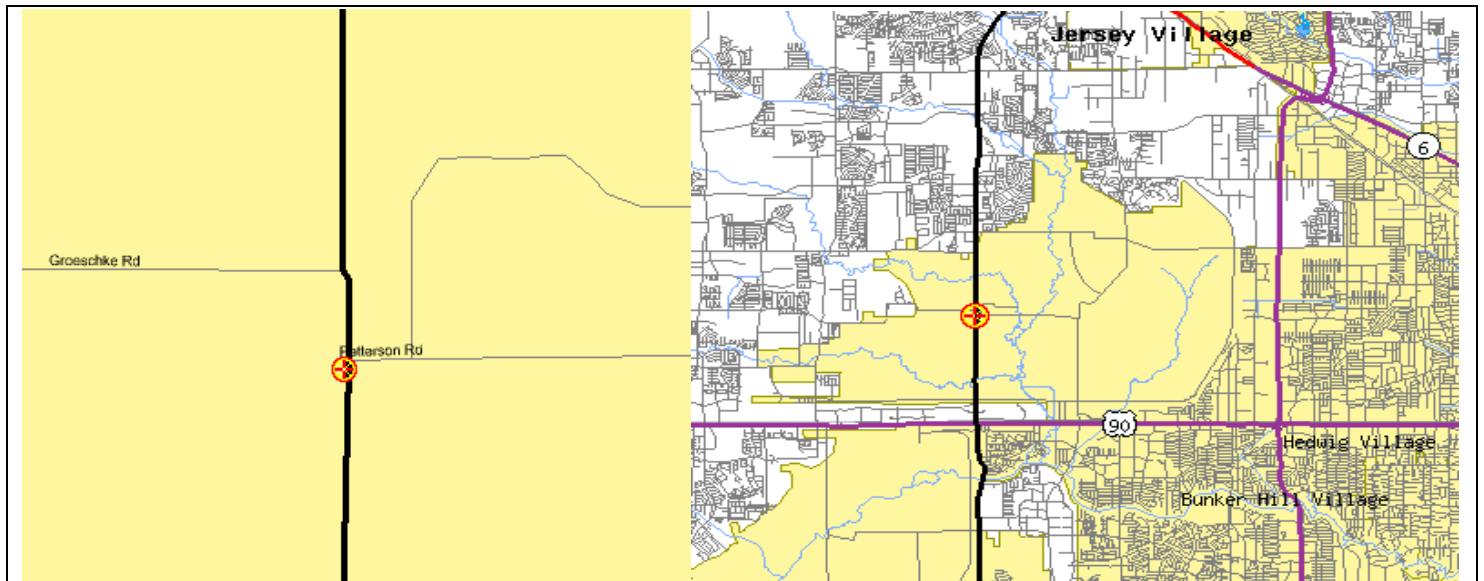 Groeschke Rd
Patterson Rd
Jersey Village
6
90
Hedwig Village
Bunker Hill Village